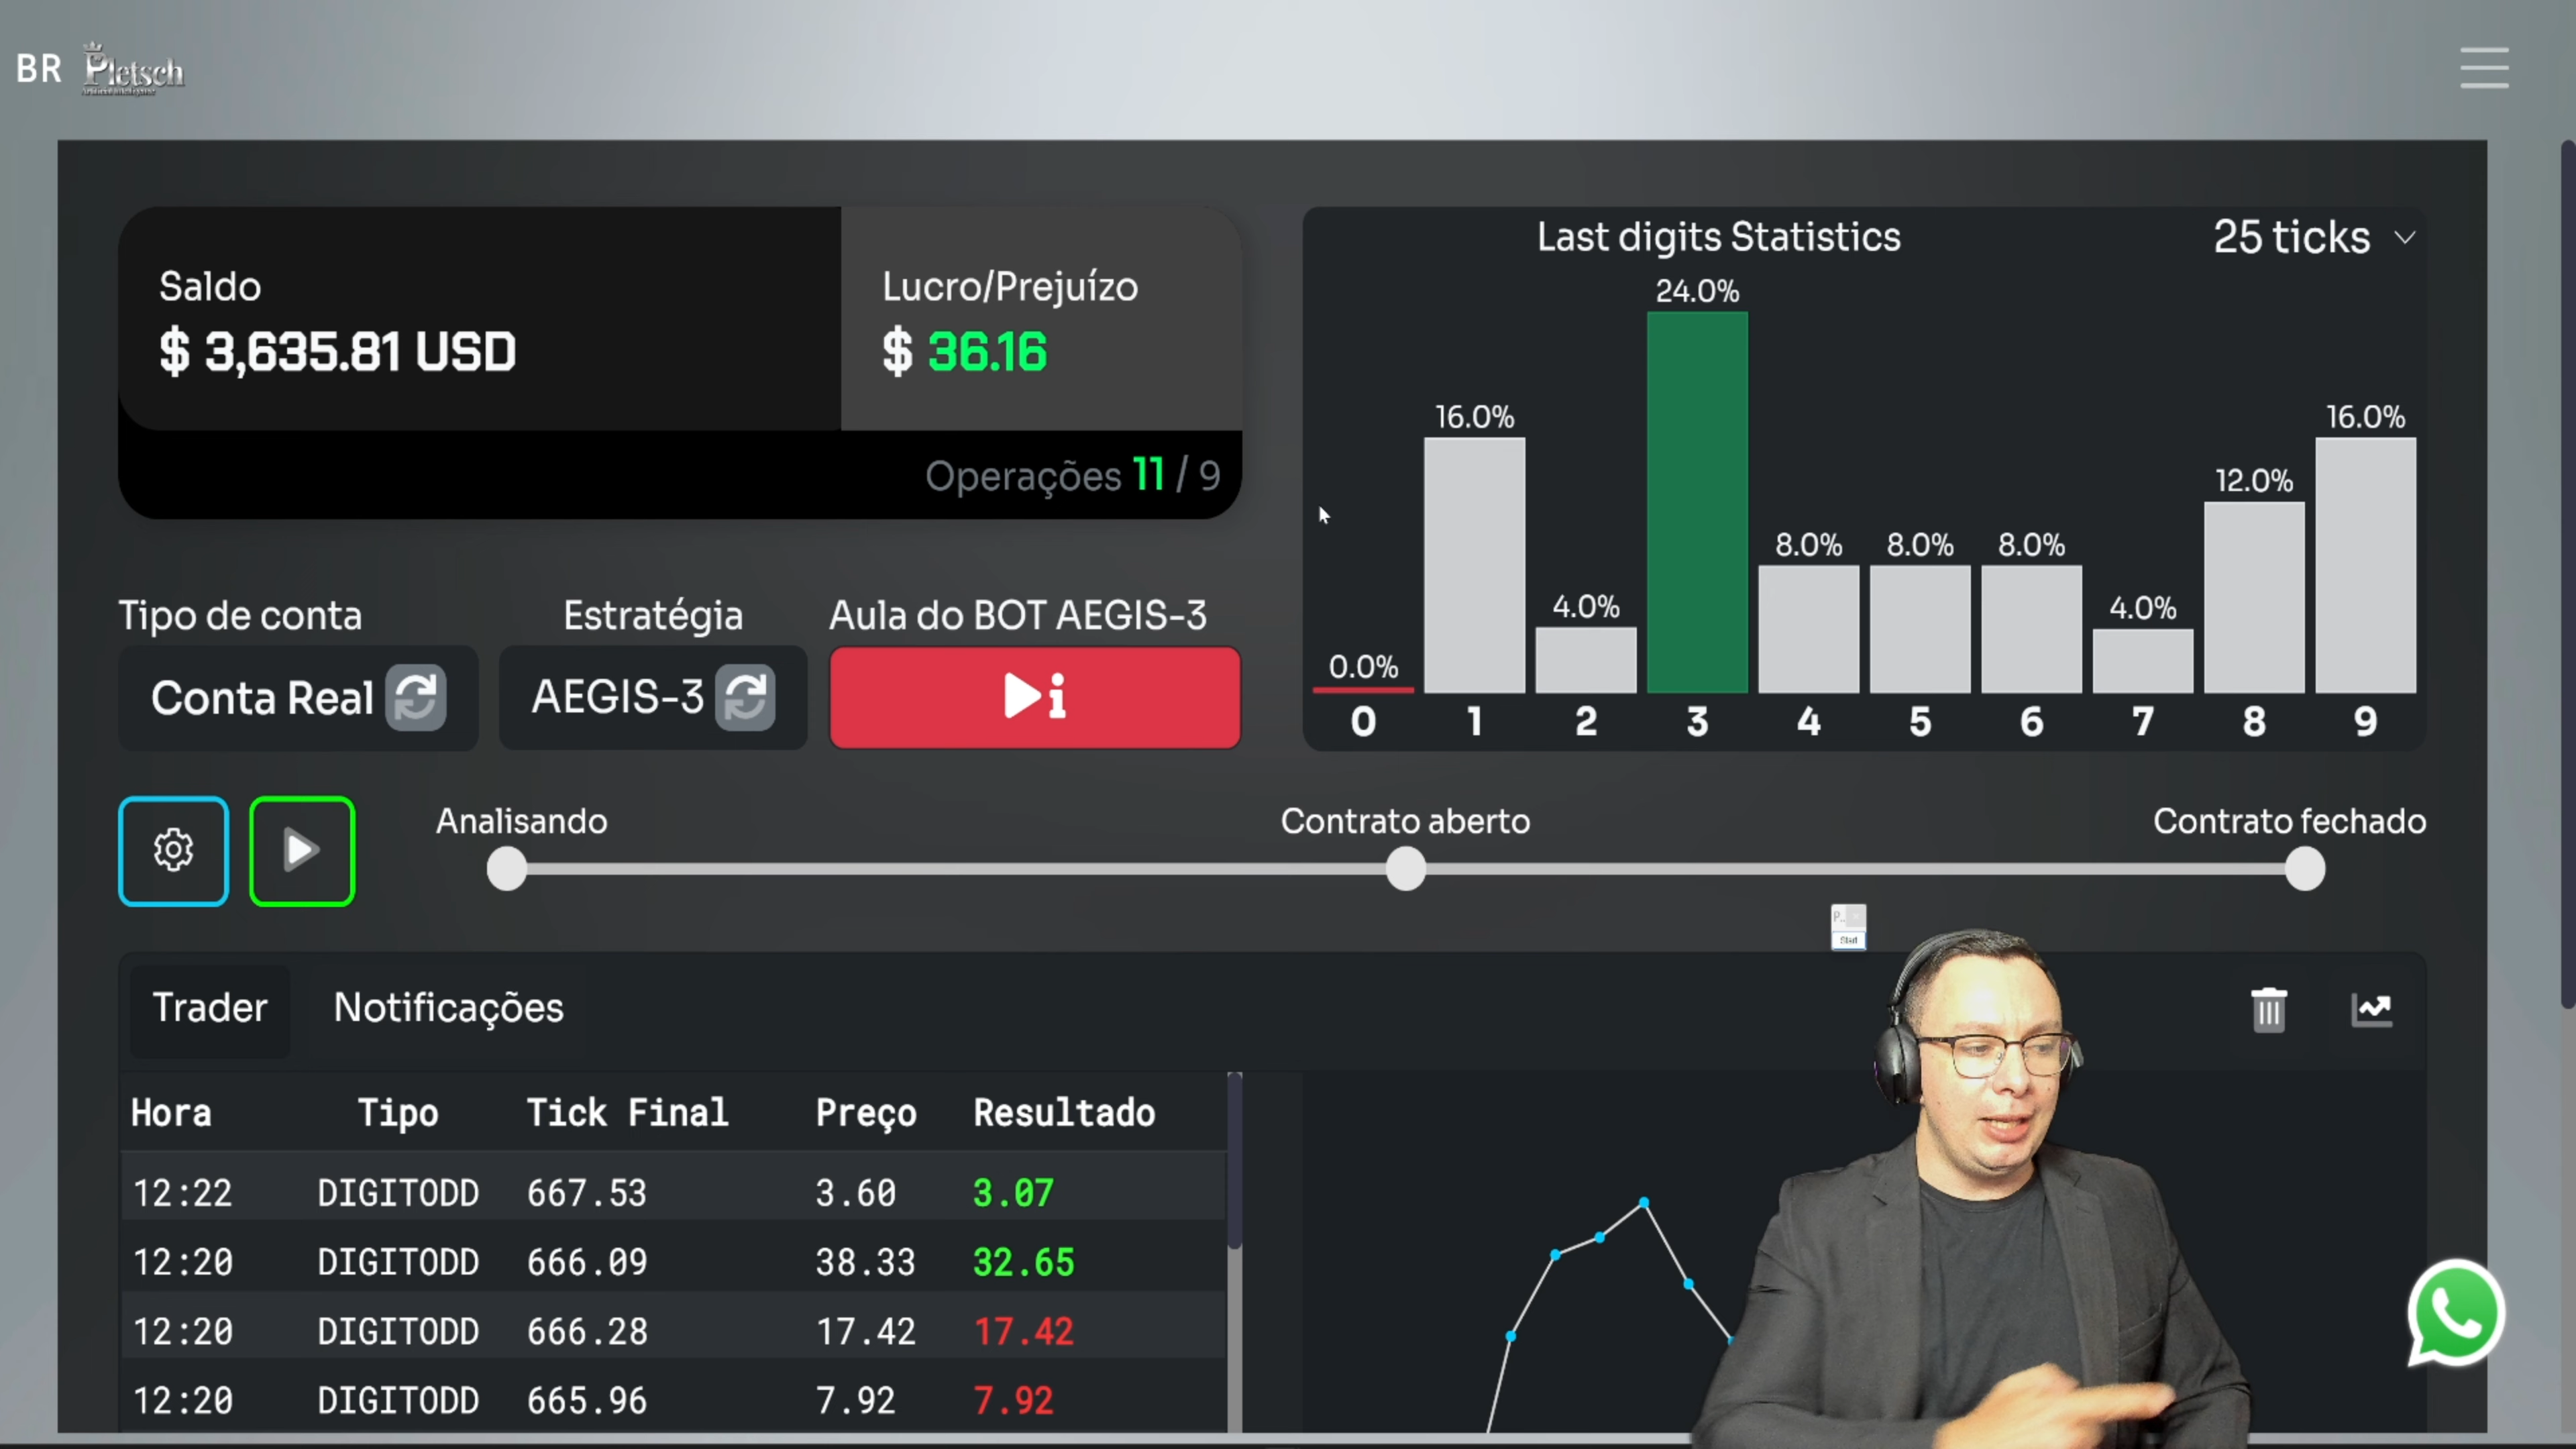 BR Pletsch
Saldo
$ 3,635.81 USD
Lucro/Prejuízo
$ 36.16
Operações 11 / 9
Last digits Statistics
25 ticks
0.0% 16.0% 4.0% 24.0% 8.0% 8.0% 8.0% 4.0% 12.0% 16.0%
0 1 2 3 4 5 6 7 8 9
Tipo de conta
Conta Real
Estratégia
AEGIS-3
Aula do BOT AEGIS-3
Analisando
Contrato aberto
Contrato fechado
Start
Trader Notificações
Hora Tipo Tick Final Preço Resultado
12:22 DIGITODD 667.53 3.60 3.07
12:20 DIGITODD 666.09 38.33 32.65
12:20 DIGITODD 666.28 17.42 17.42
12:20 DIGITODD 665.96 7.92 7.92